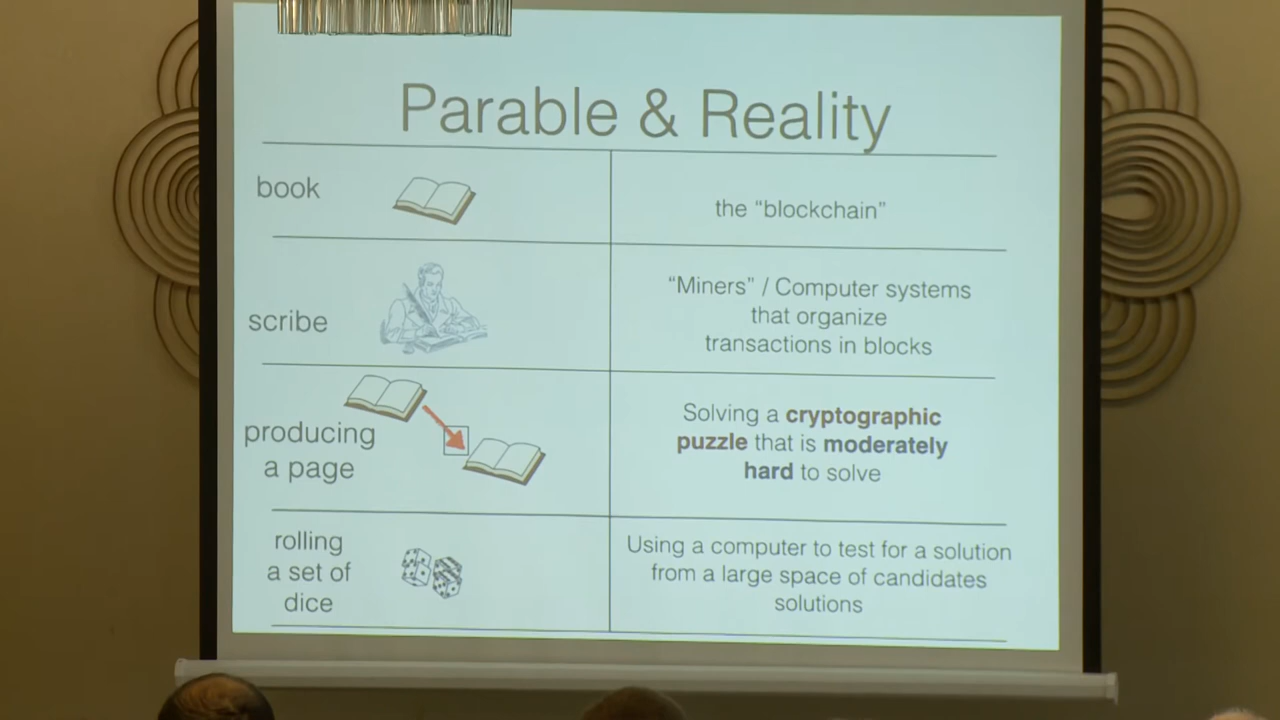 Parable & Reality
book
the "blockchain"
scribe
"Miners" / Computer systems
that organize
transactions in blocks
producing
a page
Solving a cryptographic
puzzle that is moderately
hard to solve
rolling
a set of
dice
Using a computer to test for a solution
from a large space of candidates
solutions